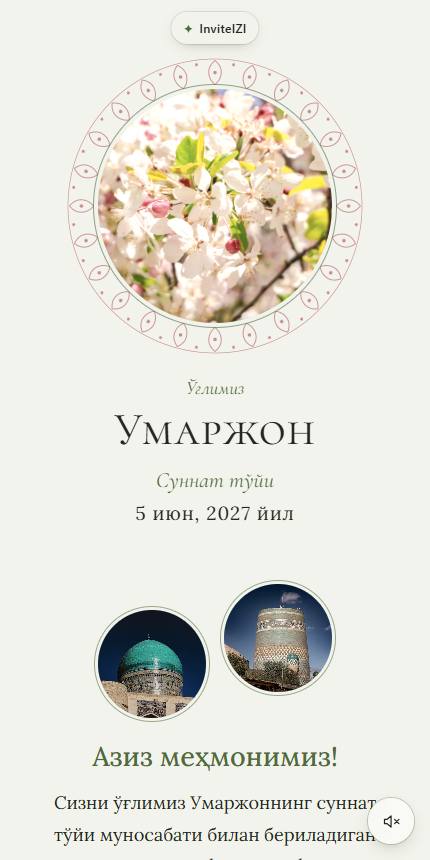 InviteIZI
Ўғлимиз
Умаржон
Суннат тўйи
5 июн, 2027 йил
Азиз меҳмонимиз!
Сизни ўғлимиз Умаржоннинг суннат
тўйи муносабати билан бериладиган